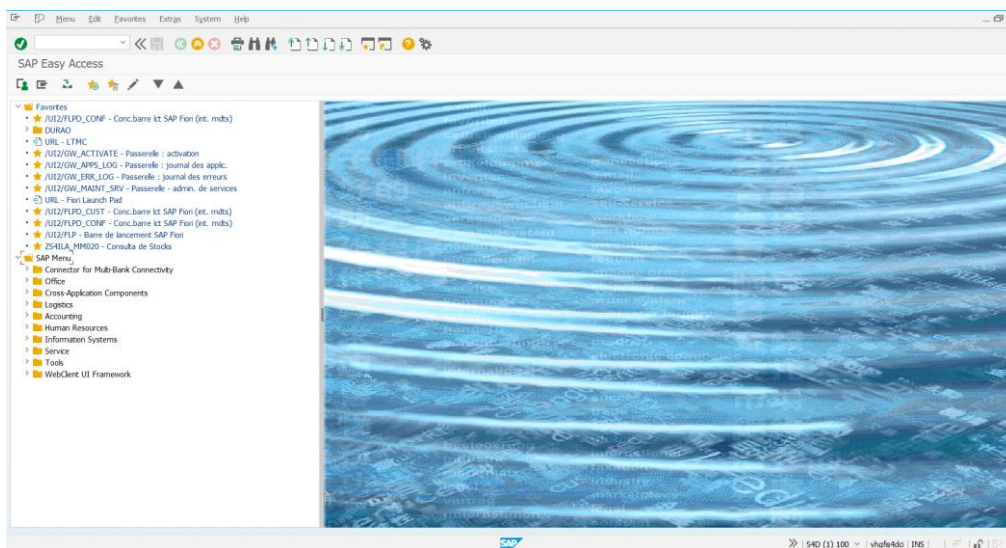 Menu Edit Favorites Extras System Help
SAP Easy Access
Favorites
/UI2/FLPD_CONF - Conc.barre lct SAP Fiori (int. mdts)
DURAO
URL - LTMC
/UI2/GW_ACTIVATE - Passerelle : activation
/UI2/GW_APPS_LOG - Passerelle : journal des applic.
/UI2/GW_ERR_LOG - Passerelle : journal des erreurs
/UI2/GW_MAINT_SRV - Passerelle - admin. de services
URL - Fiori Launch Pad
/UI2/FLPD_CUST - Conc.barre lct SAP Fiori (int. mdts)
/UI2/FLPD_CONF - Conc.barre lct SAP Fiori (int. mdts)
/UI2/FLP - Barre de lancement SAP Fiori
ZS4ILA_MM020 - Consulta de Stocks
SAP Menu
Connector for Multi-Bank Connectivity
Office
Cross-Application Components
Logistics
Accounting
Human Resources
Information Systems
Service
Tools
WebClient UI Framework
SAP
S4D (1) 100 vhgfs4dci INS